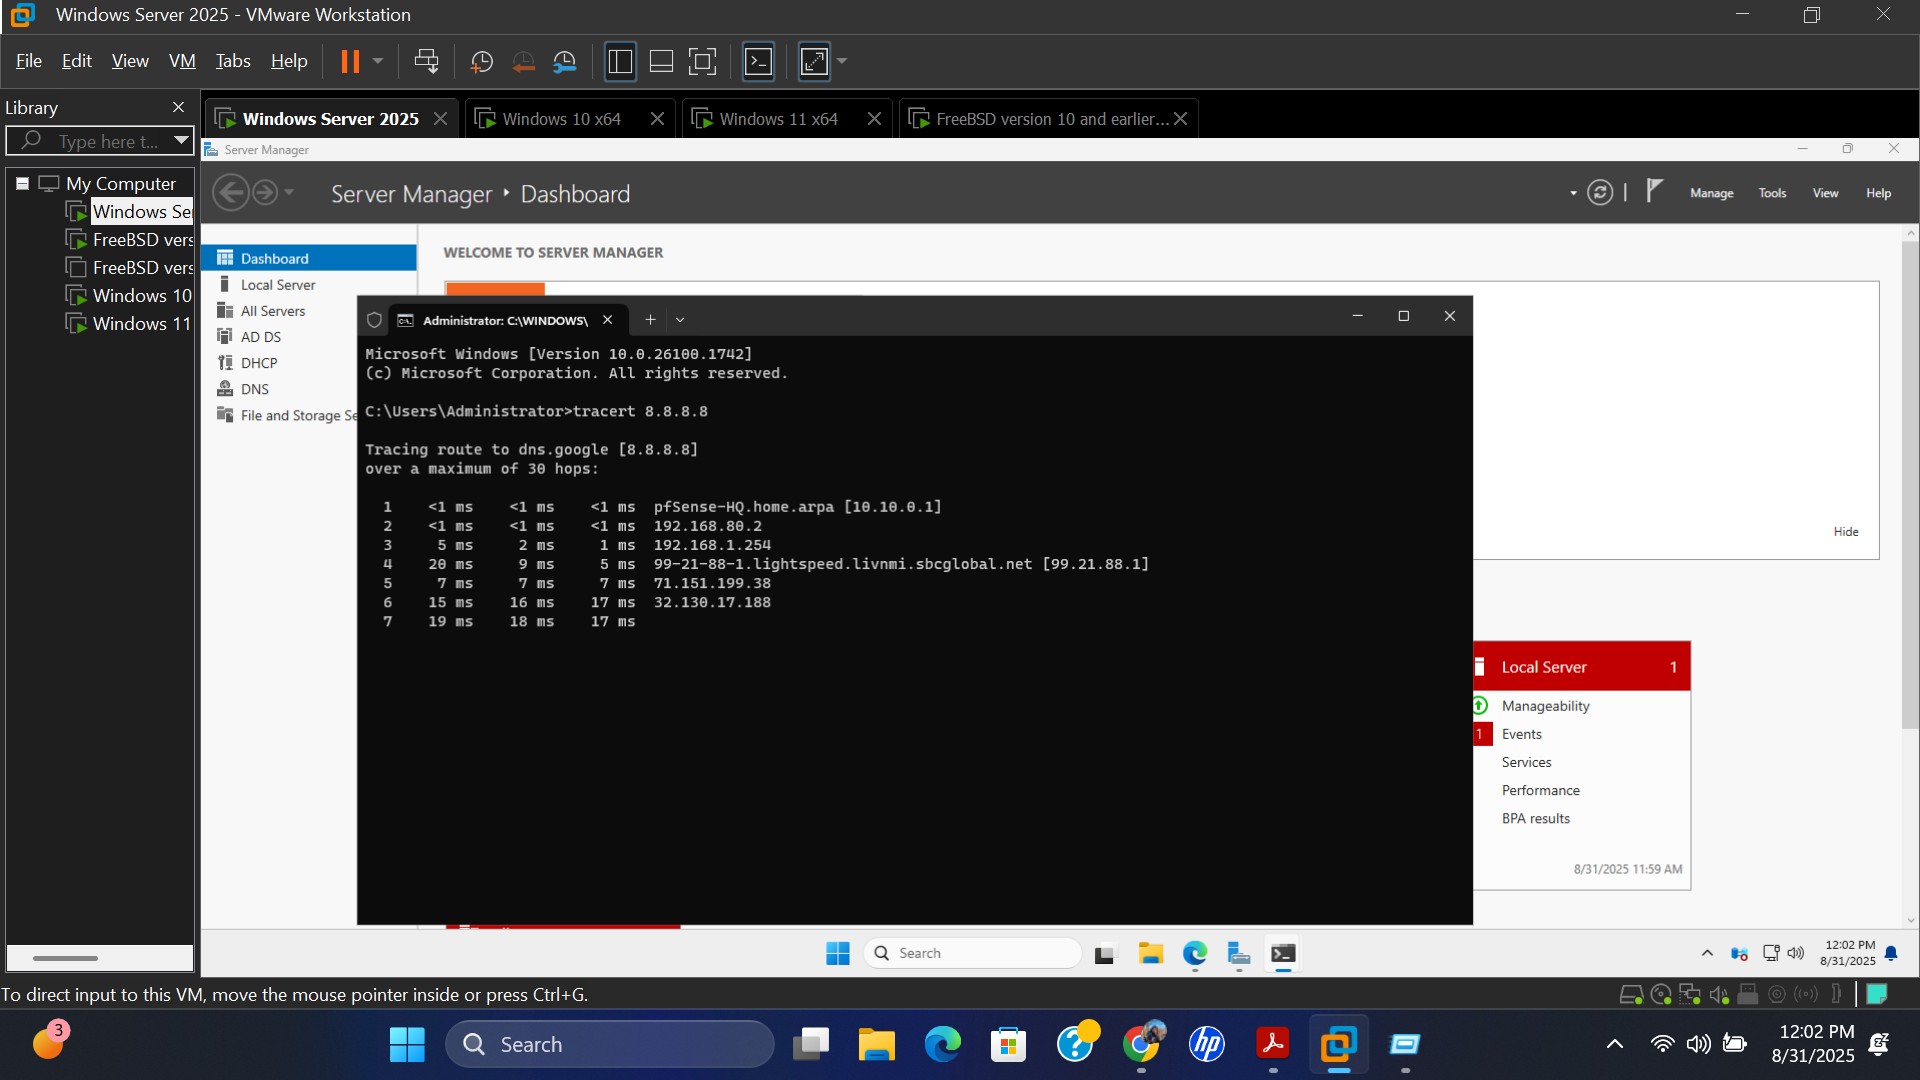 Windows Server 2025 - VMware Workstation
File Edit View VM Tabs Help
Library
Type here t...
My Computer
Windows Ser
FreeBSD vers
FreeBSD vers
Windows 10
Windows 11
Windows Server 2025
Windows 10 x64
Windows 11 x64
FreeBSD version 10 and earlier...
Server Manager
Server Manager Dashboard
Manage Tools View Help
Dashboard
Local Server
All Servers
AD DS
DHCP
DNS
File and Storage Se
WELCOME TO SERVER MANAGER
Administrator: C:\WINDOWS\
Microsoft Windows [Version 10.0.26100.1742]
(c) Microsoft Corporation. All rights reserved.
C:\Users\Administrator>tracert 8.8.8.8
Tracing route to dns.google [8.8.8.8]
over a maximum of 30 hops:
1 <1 ms <1 ms <1 ms pfSense-HQ.home.arpa [10.10.0.1]
2 <1 ms <1 ms <1 ms 192.168.80.2
3 5 ms 2 ms 1 ms 192.168.1.254
4 20 ms 9 ms 5 ms 99-21-88-1.lightspeed.livnmi.sbcglobal.net [99.21.88.1]
5 7 ms 7 ms 7 ms 71.151.199.38
6 15 ms 16 ms 17 ms 32.130.17.188
7 19 ms 18 ms 17 ms
Hide
Local Server 1
Manageability
1 Events
Services
Performance
BPA results
8/31/2025 11:59 AM
Search
12:02 PM
8/31/2025
To direct input to this VM, move the mouse pointer inside or press Ctrl+G.
3
Search
12:02 PM
8/31/2025